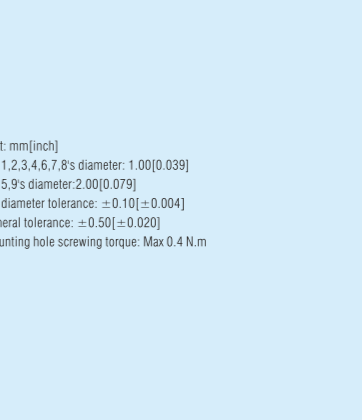 t: mm[inch]
1,2,3,4,6,7,8's diameter: 1.00[0.039]
5,9's diameter:2.00[0.079]
diameter tolerance: ±0.10[±0.004]
neral tolerance: ±0.50[±0.020]
unting hole screwing torque: Max 0.4 N.m